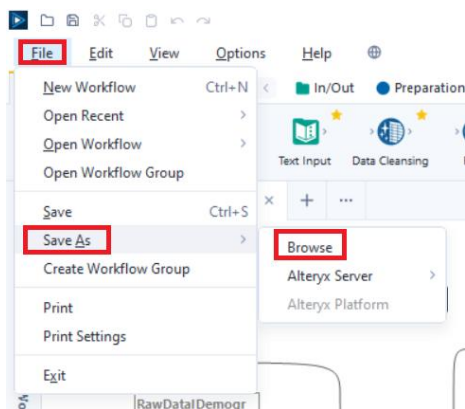 File Edit View Options Help
New Workflow Ctrl+N
In/Out Preparation
Open Recent
Open Workflow
Text Input Data Cleansing
Open Workflow Group
Save Ctrl+S
Save As
Browse
Create Workflow Group
Alteryx Server
Print
Alteryx Platform
Print Settings
Exit
RawData|Demogr